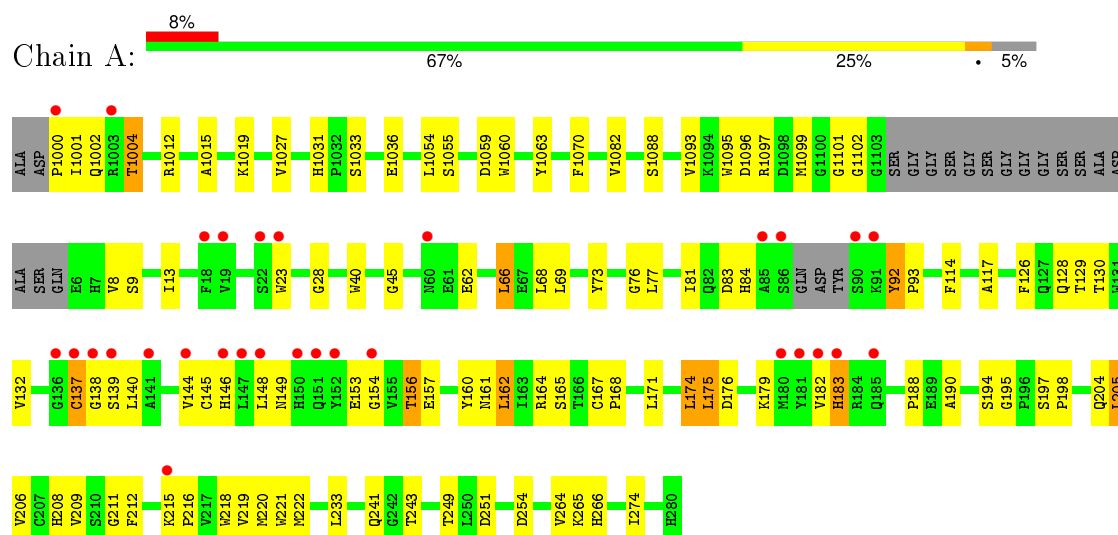 8%
Chain A:
67% 25% • 5%
ALA ASP P1000 I1001 Q1002 R1003 T1004 R1012 A1015 K1019 V1027 H1031 P1032 S1033 E1036 L1054 S1055 D1059 W1060 Y1063 F1070 V1082 S1088 V1093 K1094 W1095 D1096 R1097 D1098 M1099 G1100 G1101 G1102 G1103 SER GLY GLY SER GLY SER GLY GLY GLY SER SER ALA ASP
ALA SER GLN E6 H7 V8 S9 I13 F18 V19 S22 W23 G28 W40 G45 N60 E61 E62 L66 E67 L68 L69 Y73 G76 L77 I81 Q82 D83 H84 A85 S86 GLN ASP TYR S90 K91 Y92 P93 F114 A117 F126 Q127 Q128 T129 T130 W131
V132 G136 C137 G138 S139 L140 A141 V144 C145 H146 L147 L148 N149 H150 Q151 Y152 E153 G154 V155 T156 E157 Y160 N161 L162 I163 R164 S165 T166 C167 P168 L171 L174 L175 D176 K179 M180 Y181 V182 H183 R184 Q185 P188 E189 A190 S194 G195 P196 S197 P198 Q204 L205
V206 C207 H208 V209 S210 G211 F212 K215 P216 V217 W218 V219 M220 W221 M222 L233 Q241 G242 T243 T249 L250 D251 D254 V264 K265 H266 I274 H280